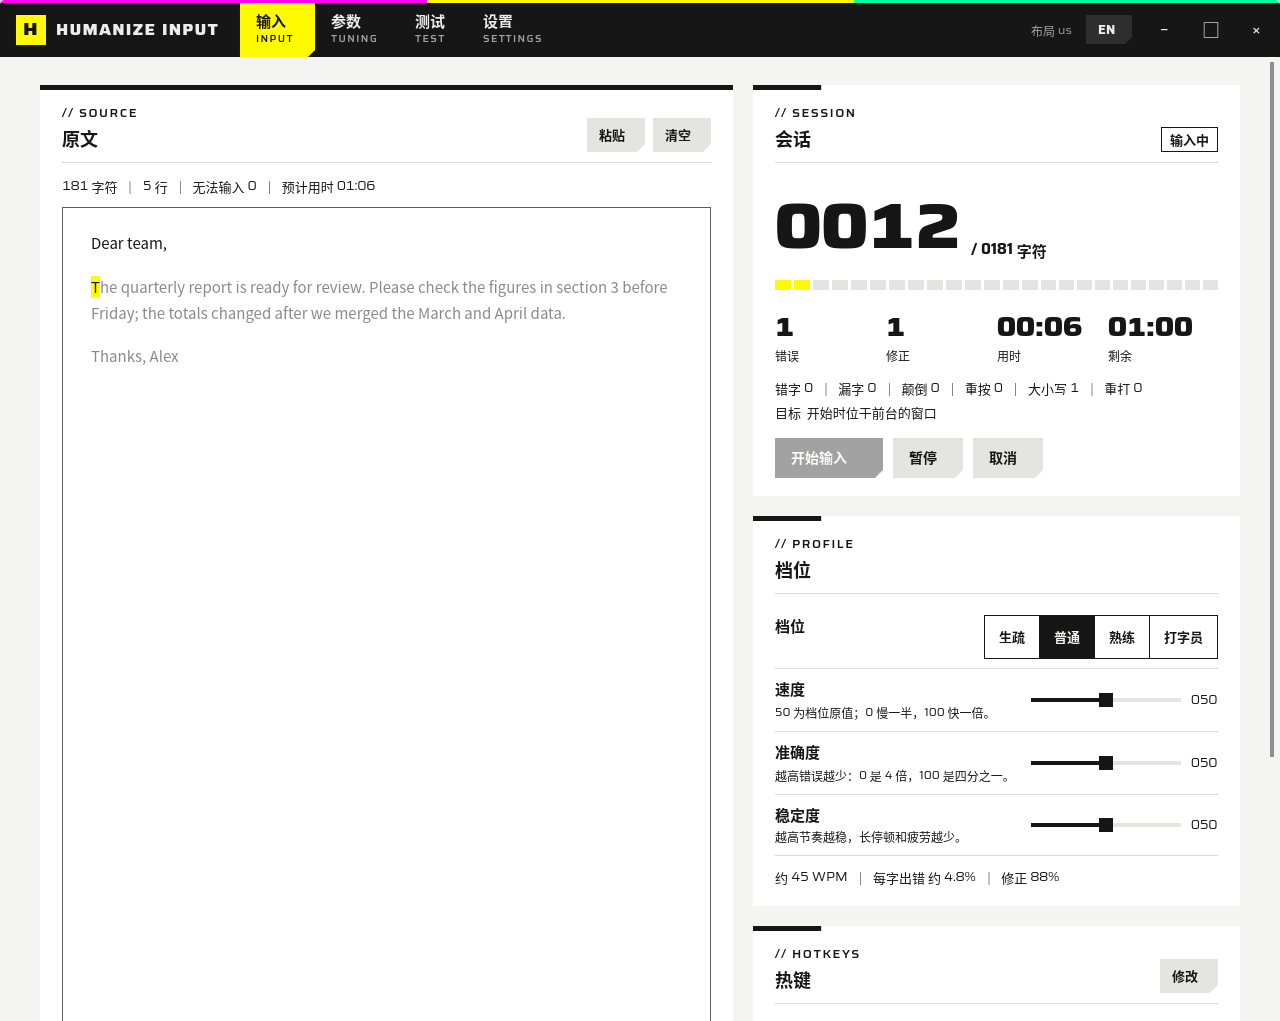 H HUMANIZE INPUT
输入
INPUT
参数
TUNING
测试
TEST
设置
SETTINGS
布局 us
EN
// SOURCE
原文
粘贴
清空
181 字符 | 5 行 | 无法输入 0 | 预计用时 01:06
Dear team,
The quarterly report is ready for review. Please check the figures in section 3 before
Friday; the totals changed after we merged the March and April data.
Thanks, Alex
// SESSION
会话
输入中
0012 / 0181 字符
1
错误
1
修正
00:06
用时
01:00
剩余
错字 0 | 漏字 0 | 颠倒 0 | 重按 0 | 大小写 1 | 重打 0
目标 开始时位于前台的窗口
开始输入
暂停
取消
// PROFILE
档位
档位
生疏
普通
熟练
打字员
速度
050
50 为档位原值；0 慢一半，100 快一倍。
准确度
050
越高错误越少：0 是 4 倍，100 是四分之一。
稳定度
050
越高节奏越稳，长停顿和疲劳越少。
约 45 WPM | 每字出错 约 4.8% | 修正 88%
// HOTKEYS
热键
修改